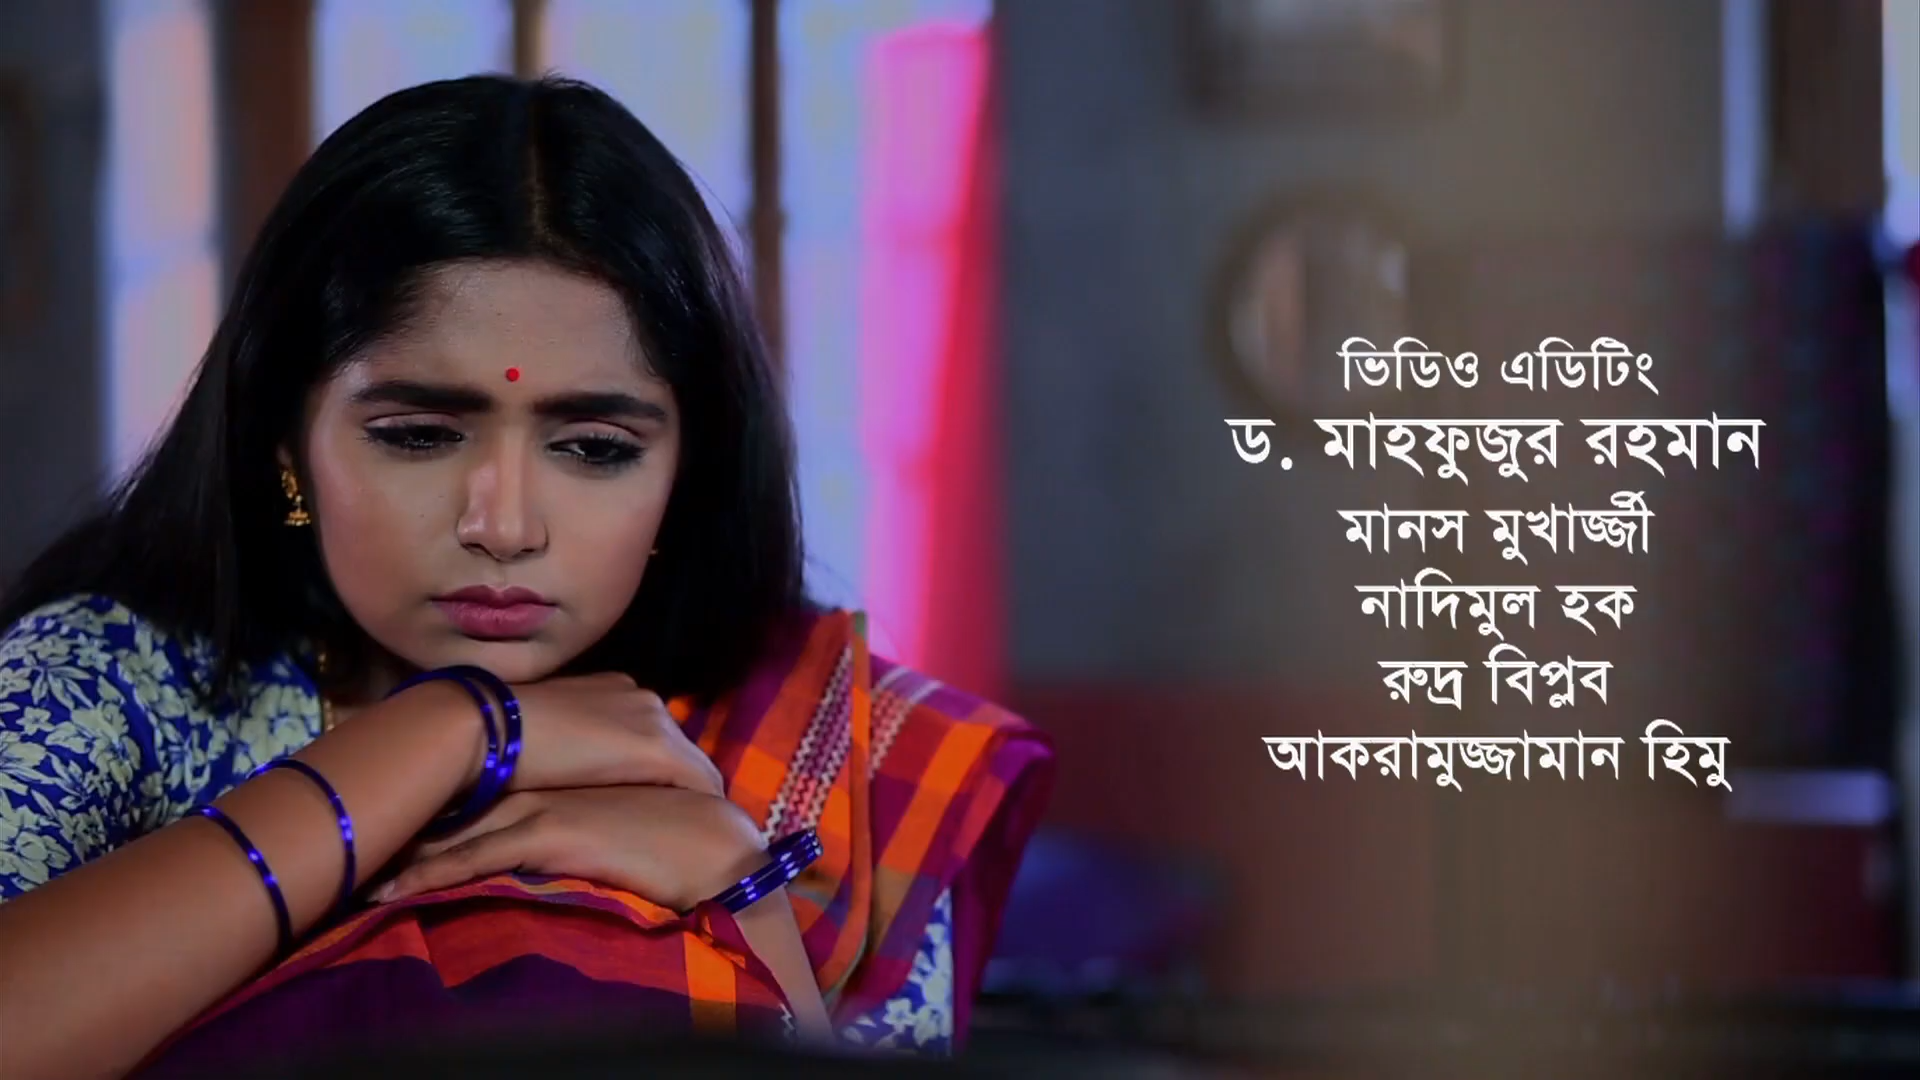 ভিডিও এডিটিং
ড. মাহফুজুর রহমান
মানস মুখার্জ্জী
নাদিমুল হক
রুদ্র বিপ্লব
আকরামুজ্জামান হিমু